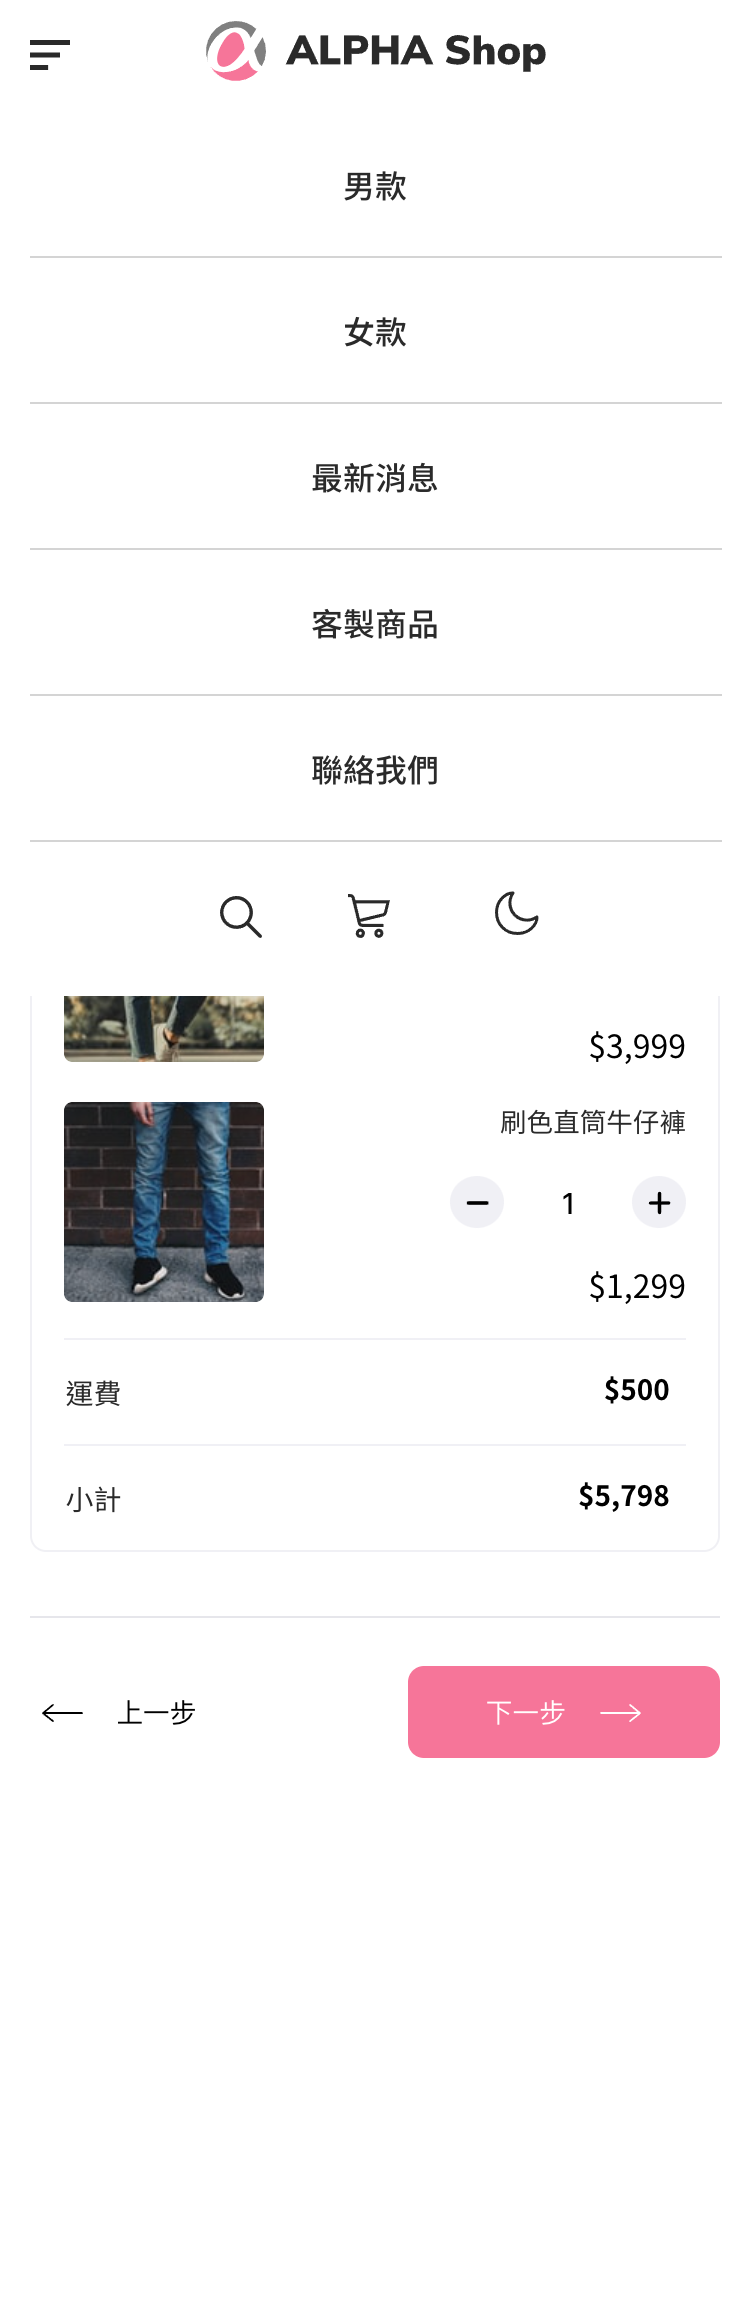 ALPHA Shop
男款
女款
最新消息
客製商品
聯絡我們
$3,999
刷色直筒牛仔褲
1
$1,299
運費
$500
小計
$5,798
上一步
下一步